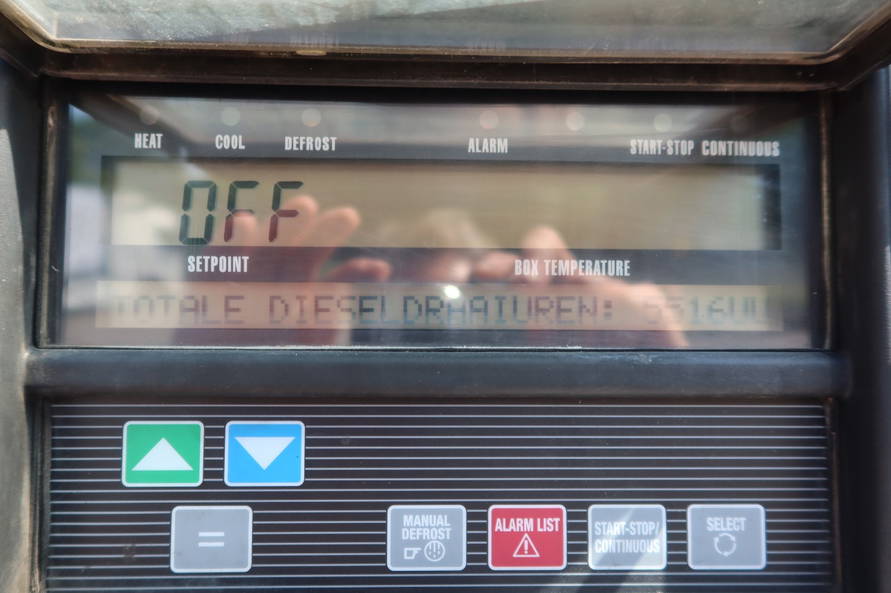 HEAT COOL DEFROST ALARM START-STOP CONTINUOUS
OFF
SETPOINT BOX TEMPERATURE
TOTALE DIESELDRAAIUREN:
MANUAL DEFROST
ALARM LIST
START-STOP/
CONTINUOUS
SELECT